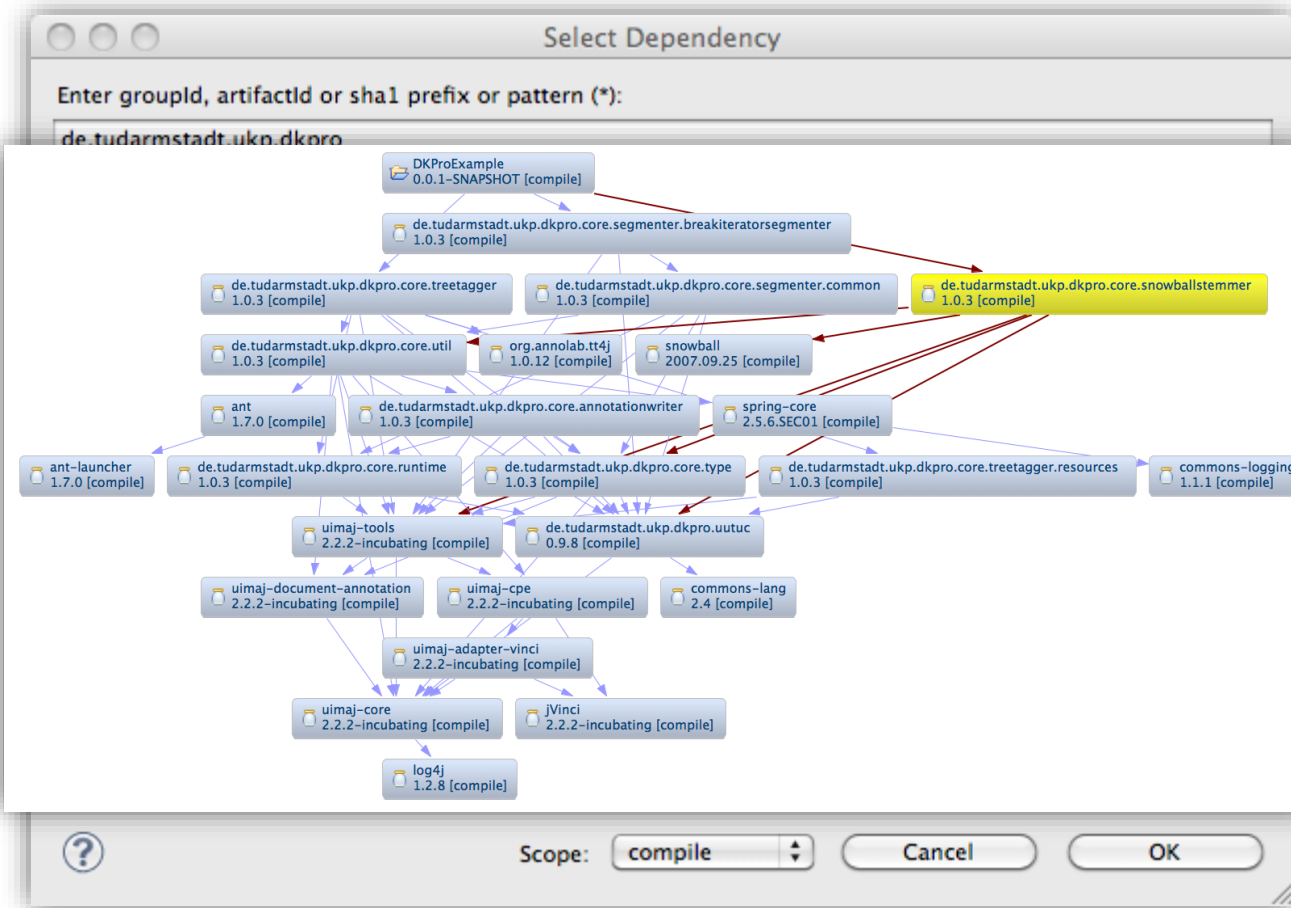 Select Dependency
Enter groupId, artifactId or sha1 prefix or pattern (*):
de.tudarmstadt.ukp.dkpro
DKProExample
0.0.1-SNAPSHOT [compile]
de.tudarmstadt.ukp.dkpro.core.segmenter.breakiteratorsegmenter
1.0.3 [compile]
de.tudarmstadt.ukp.dkpro.core.treetagger
1.0.3 [compile]
de.tudarmstadt.ukp.dkpro.core.segmenter.common
1.0.3 [compile]
de.tudarmstadt.ukp.dkpro.core.snowballstemmer
1.0.3 [compile]
de.tudarmstadt.ukp.dkpro.core.util
1.0.3 [compile]
org.annolab.tt4j
1.0.12 [compile]
snowball
2007.09.25 [compile]
ant
1.7.0 [compile]
de.tudarmstadt.ukp.dkpro.core.annotationwriter
1.0.3 [compile]
spring-core
2.5.6.SEC01 [compile]
ant-launcher
1.7.0 [compile]
de.tudarmstadt.ukp.dkpro.core.runtime
1.0.3 [compile]
de.tudarmstadt.ukp.dkpro.core.type
1.0.3 [compile]
de.tudarmstadt.ukp.dkpro.core.treetagger.resources
1.0.3 [compile]
commons-logging
1.1.1 [compile]
uimaj-tools
2.2.2-incubating [compile]
de.tudarmstadt.ukp.dkpro.uutuc
0.9.8 [compile]
uimaj-document-annotation
2.2.2-incubating [compile]
uimaj-cpe
2.2.2-incubating [compile]
commons-lang
2.4 [compile]
uimaj-adapter-vinci
2.2.2-incubating [compile]
uimaj-core
2.2.2-incubating [compile]
jVinci
2.2.2-incubating [compile]
log4j
1.2.8 [compile]
?
Scope: compile Cancel OK